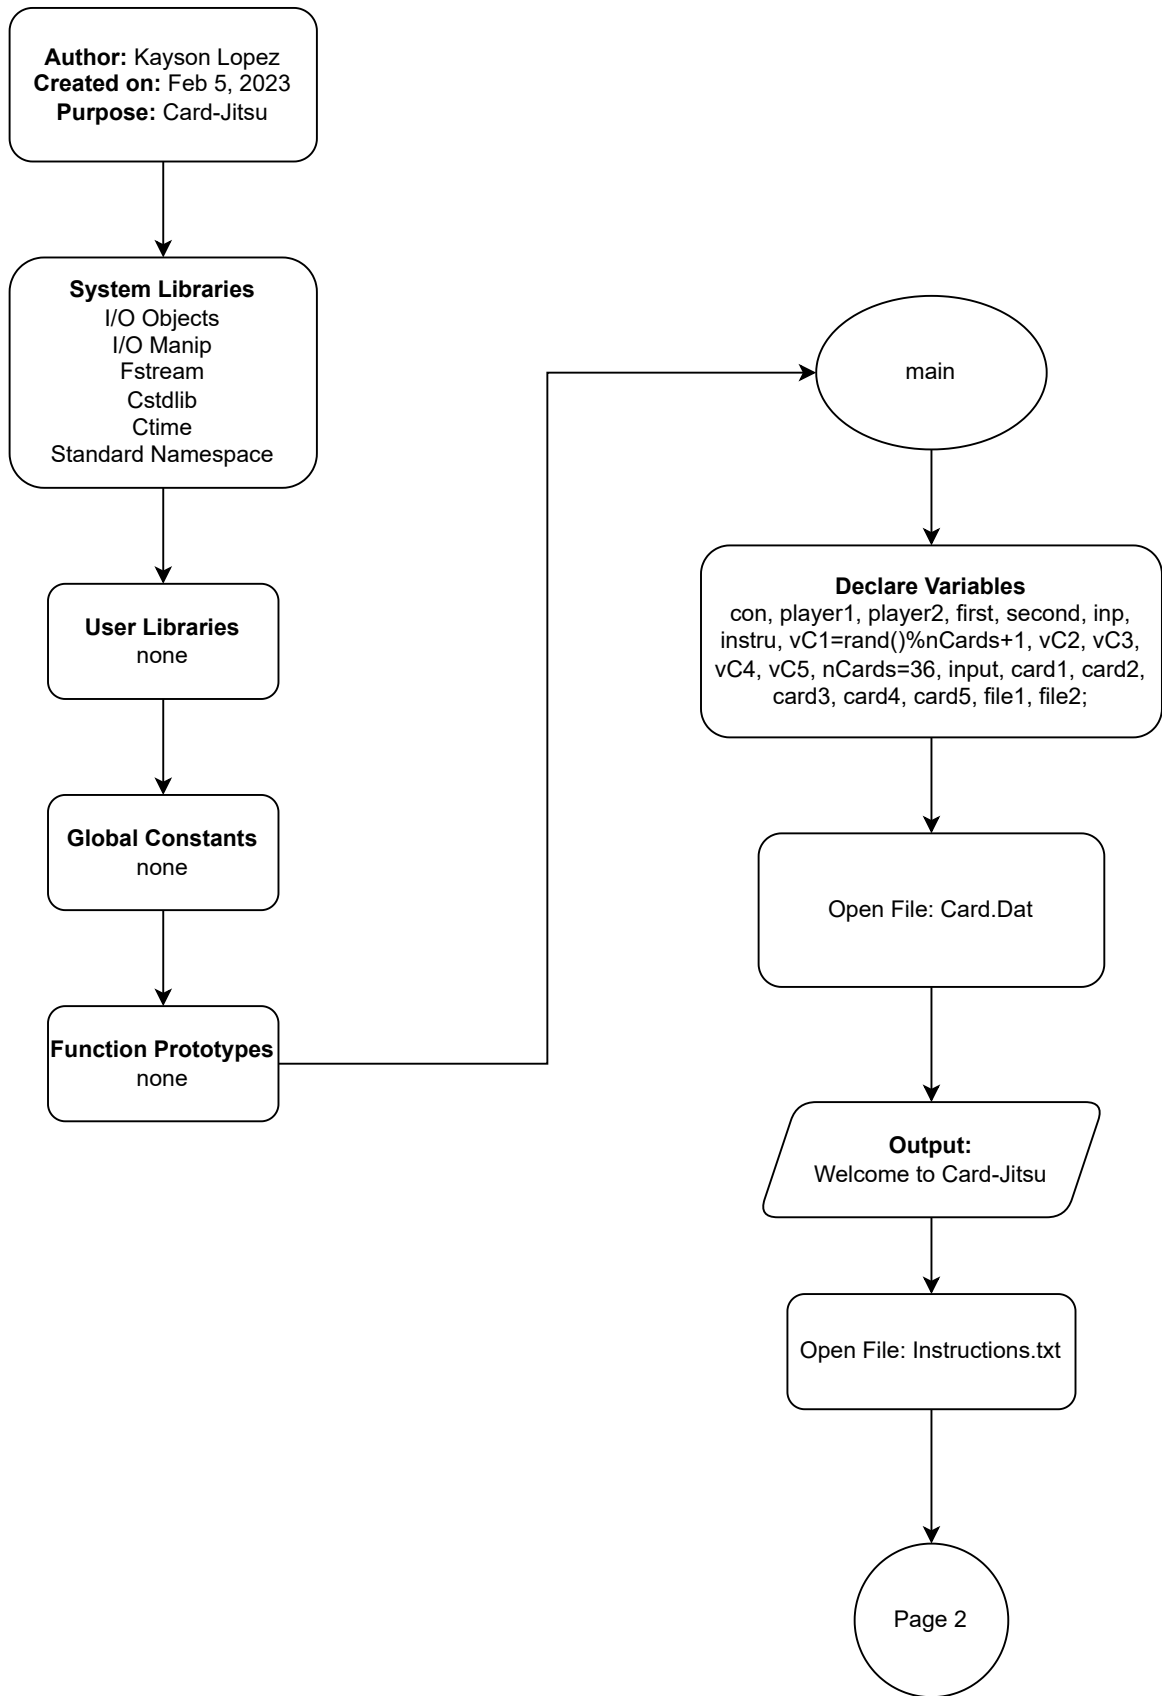 Author: Kayson Lopez
Created on: Feb 5, 2023
Purpose: Card-Jitsu
System Libraries
I/O Objects
I/O Manip
Fstream
Cstdlib
Ctime
Standard Namespace
User Libraries
none
Global Constants
none
Function Prototypes
none
main
Declare Variables
con, player1, player2, first, second, inp,
instru, vC1=rand()%nCards+1, vC2, vC3,
vC4, vC5, nCards=36, input, card1, card2,
card3, card4, card5, file1, file2;
Open File: Card.Dat
Output:
Welcome to Card-Jitsu
Open File: Instructions.txt
Page 2